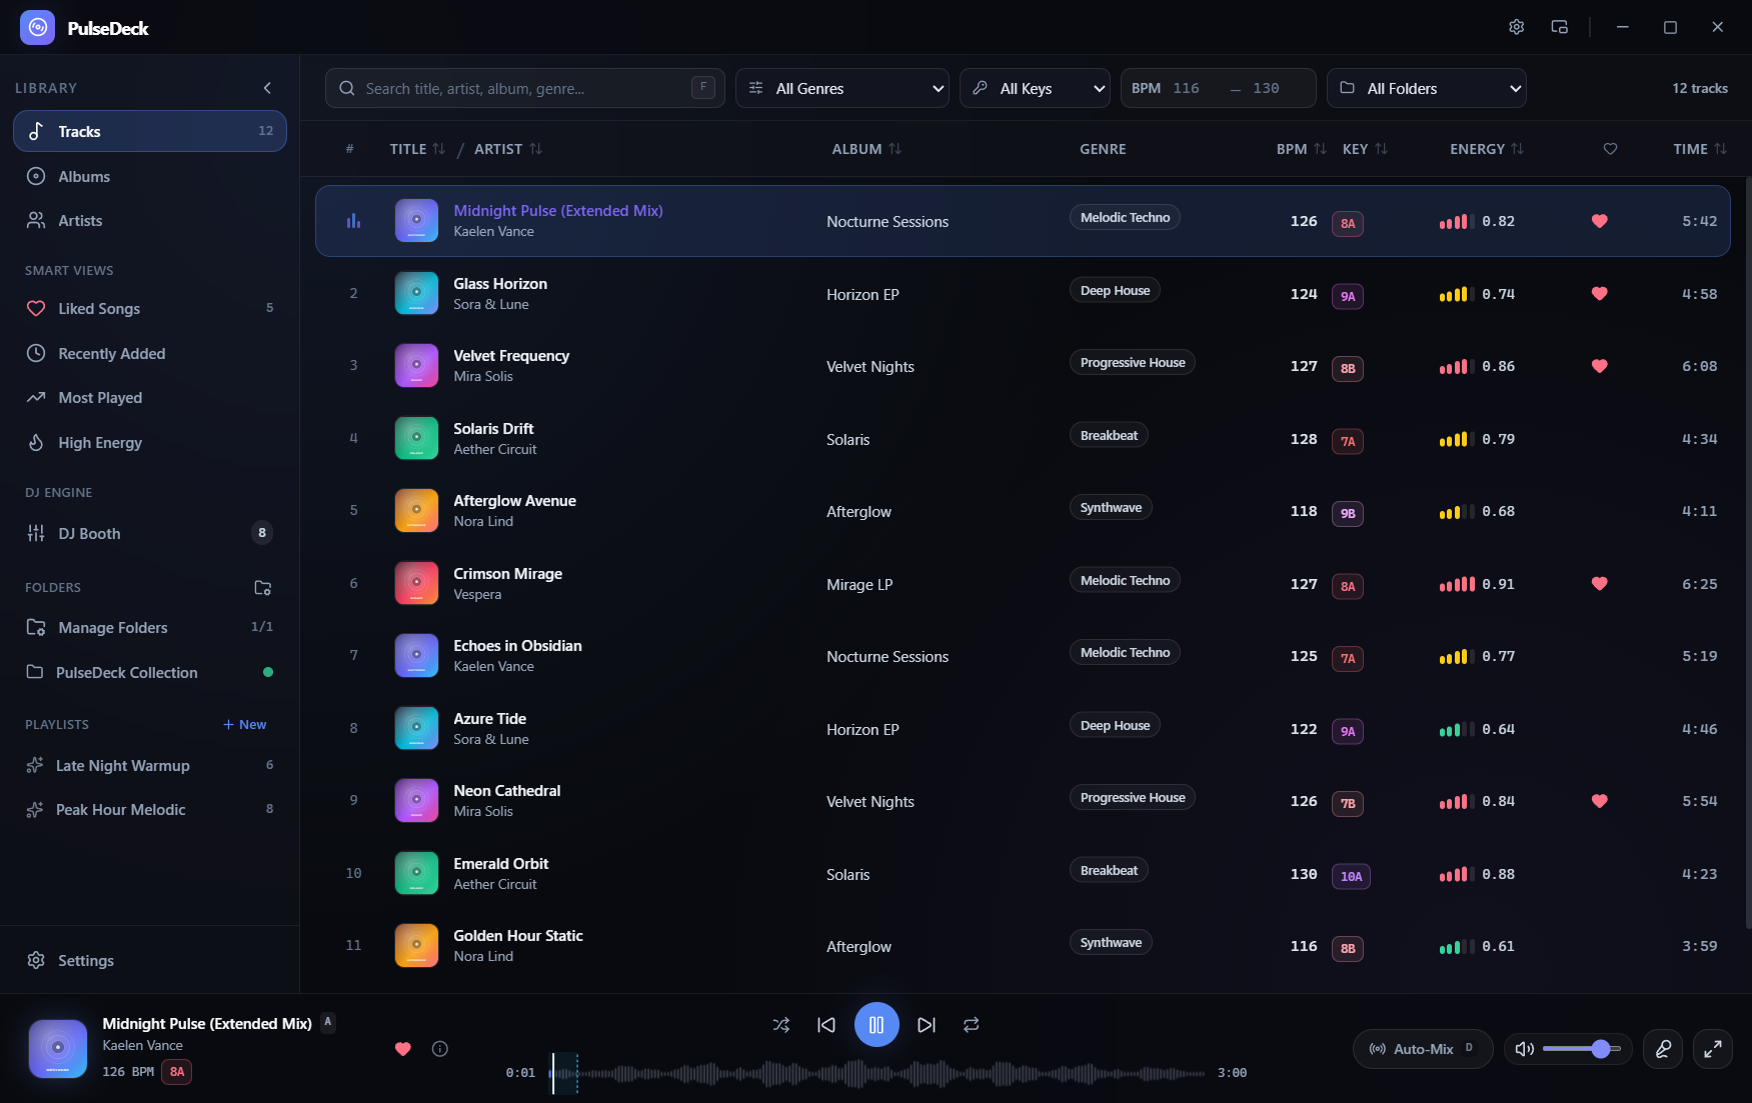 PulseDeck
LIBRARY
Tracks 12
Albums
Artists
SMART VIEWS
Liked Songs 5
Recently Added
Most Played
High Energy
DJ ENGINE
DJ Booth 8
FOLDERS
Manage Folders 1/1
PulseDeck Collection
PLAYLISTS + New
Late Night Warmup 6
Peak Hour Melodic 8
Settings
Search title, artist, album, genre... F
All Genres
All Keys
BPM 116 — 130
All Folders
12 tracks
# TITLE / ARTIST ALBUM GENRE BPM KEY ENERGY TIME
Midnight Pulse (Extended Mix)
Kaelen Vance
Nocturne Sessions Melodic Techno 126 8A 0.82 5:42
2 Glass Horizon
Sora & Lune
Horizon EP Deep House 124 9A 0.74 4:58
3 Velvet Frequency
Mira Solis
Velvet Nights Progressive House 127 8B 0.86 6:08
4 Solaris Drift
Aether Circuit
Solaris Breakbeat 128 7A 0.79 4:34
5 Afterglow Avenue
Nora Lind
Afterglow Synthwave 118 9B 0.68 4:11
6 Crimson Mirage
Vespera
Mirage LP Melodic Techno 127 8A 0.91 6:25
7 Echoes in Obsidian
Kaelen Vance
Nocturne Sessions Melodic Techno 125 7A 0.77 5:19
8 Azure Tide
Sora & Lune
Horizon EP Deep House 122 9A 0.64 4:46
9 Neon Cathedral
Mira Solis
Velvet Nights Progressive House 126 7B 0.84 5:54
10 Emerald Orbit
Aether Circuit
Solaris Breakbeat 130 10A 0.88 4:23
11 Golden Hour Static
Nora Lind
Afterglow Synthwave 116 8B 0.61 3:59
Midnight Pulse (Extended Mix) A
Kaelen Vance
126 BPM 8A
0:01 3:00
Auto-Mix D